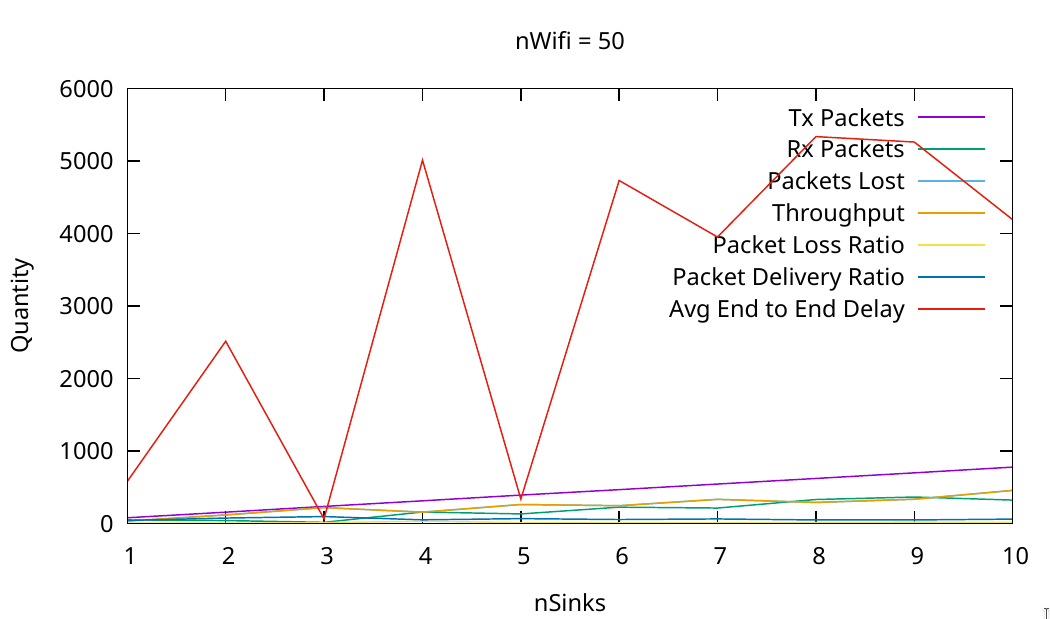 nWifi = 50
6000
5000
4000
3000
2000
1000
0
Quantity
Tx Packets
Rx Packets
Packets Lost
Throughput
Packet Loss Ratio
Packet Delivery Ratio
Avg End to End Delay
1 2 3 4 5 6 7 8 9 10
nSinks